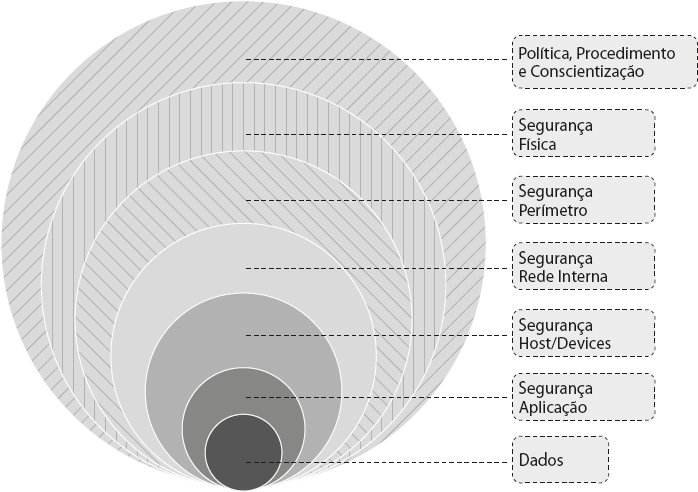 Política, Procedimento
e Conscientização
Segurança
Física
Segurança
Perímetro
Segurança
Rede Interna
Segurança
Host/Devices
Segurança
Aplicação
Dados